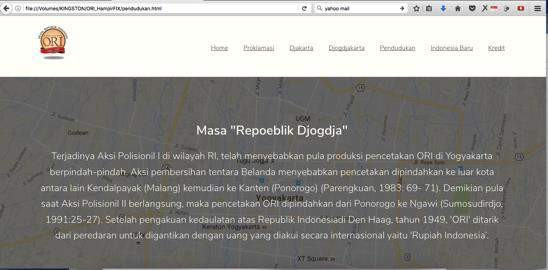 file:///Volumes/KINGSTON/ORI_HampirFIX/pendudukan.html
yahoo mail
ORI
Home Proklamasi Djakarta Djogdjakarta Pendudukan Indonesia Baru Kredit
UGM
Godean
Masa "Repoeblik Djogdja"
Terjadinya Aksi Polisionil I di wilayah RI, telah menyebabkan pula produksi pencetakan ORI di Yogyakarta
berpindah-pindah. Aksi pembersihan tentara Belanda menyebabkan pencetakan dipindahkan ke luar kota
antara lain Kendalpayak (Malang) kemudian ke Kanten (Ponorogo) (Parengkuan, 1983: 69- 71). Demikian pula
saat Aksi Polisionil II berlangsung, maka pencetakan ORI dipindahkan dari Ponorogo ke Ngawi (Sumosudirdjo,
1991:25-27). Setelah pengakuan kedaulatan atas Republik Indonesiadi Den Haag, tahun 1949, 'ORI' ditarik
dari peredaran untuk digantikan dengan uang yang diakui secara internasional yaitu 'Rupiah Indonesia'.
Yogyakarta
Keraton Yogyakarta
XT Square